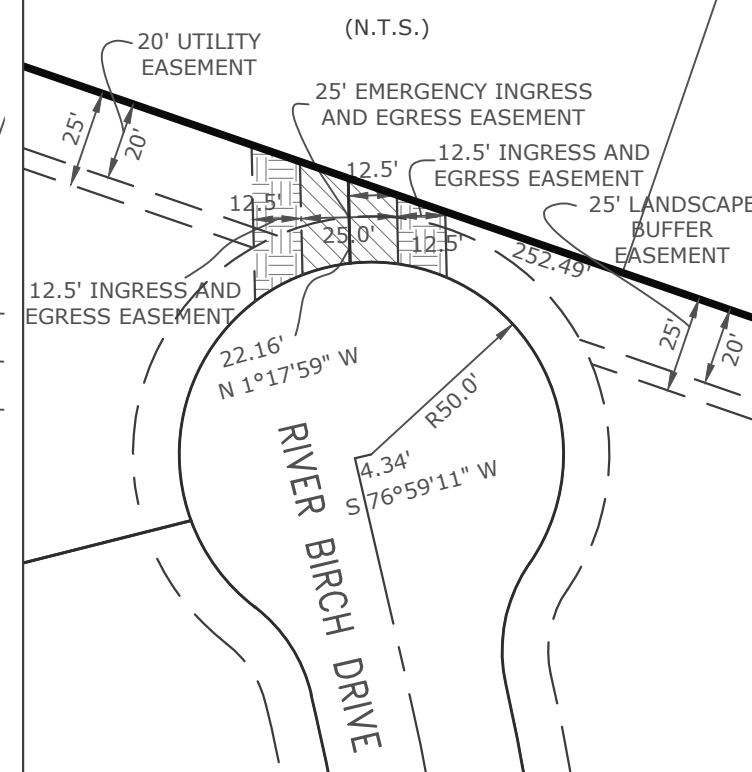 (N.T.S.)
20' UTILITY
EASEMENT
25' EMERGENCY INGRESS
AND EGRESS EASEMENT
25'
20'
12.5'
12.5' INGRESS AND
EGRESS EASEMENT
12.5'
25.0'
12.5'
25' LANDSCAPE
BUFFER
EASEMENT
252.49'
12.5' INGRESS AND
EGRESS EASEMENT
25'
20'
22.16'
N 1°17'59" W
R50.0'
4.34'
S 76°59'11" W
RIVER BIRCH DRIVE